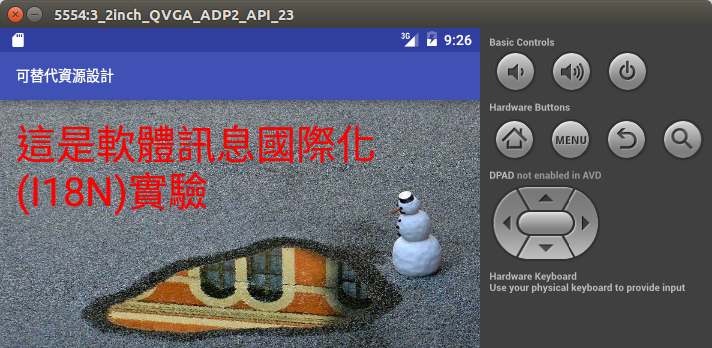 5554:3_2inch_QVGA_ADP2_API_23
3G
9:26
可替代資源設計
這是軟體訊息國際化
(I18N)實驗
Basic Controls
Hardware Buttons
MENU
DPAD not enabled in AVD
Hardware Keyboard
Use your physical keyboard to provide input